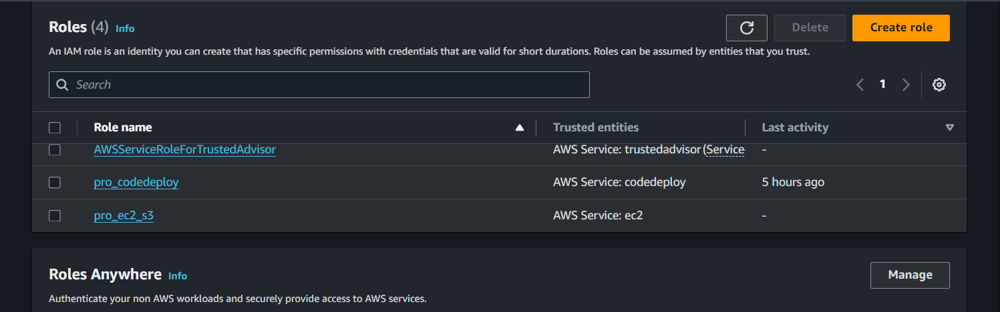 Roles (4) Info
Delete
Create role
An IAM role is an identity you can create that has specific permissions with credentials that are valid for short durations. Roles can be assumed by entities that you trust.
Search
1
Role name
Trusted entities
Last activity
AWSServiceRoleForTrustedAdvisor
AWS Service: trustedadvisor (Service-
-
pro_codedeploy
AWS Service: codedeploy
5 hours ago
pro_ec2_s3
AWS Service: ec2
-
Roles Anywhere Info
Manage
Authenticate your non AWS workloads and securely provide access to AWS services.